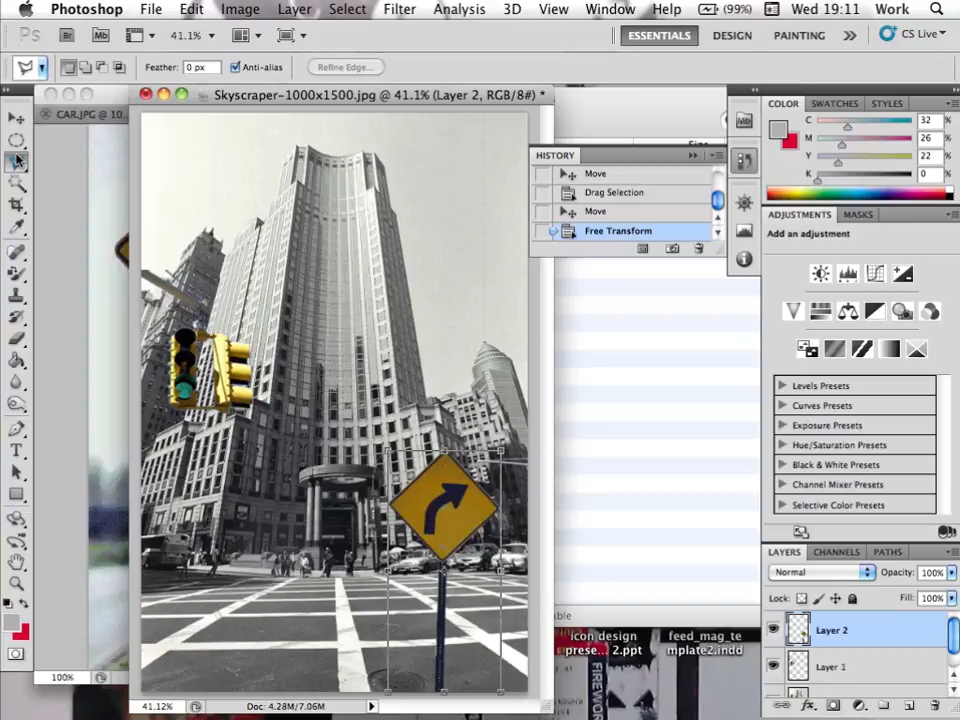 Photoshop File Edit Image Layer Select Filter Analysis 3D View Window Help (99%) Wed 19:11 Work
Ps Br Mb 41.1% ESSENTIALS DESIGN PAINTING CS Live
Feather: 0 px Anti-alias Refine Edge...
CAR.JPG @ 10...
Skyscraper-1000x1500.jpg @ 41.1% (Layer 2, RGB/8#) *
HISTORY
Move
Drag Selection
Move
Free Transform
Mb
COLOR SWATCHES STYLES
C 32 %
M 26 %
Y 22 %
K 0 %
ADJUSTMENTS MASKS
Add an adjustment
Levels Presets
Curves Presets
Exposure Presets
Hue/Saturation Presets
Black & White Presets
Channel Mixer Presets
Selective Color Presets
LAYERS CHANNELS PATHS
Normal Opacity: 100%
Lock: Fill: 100%
Layer 2
Layer 1
icon design
prese... 2.ppt
feed_mag_te
mplate2.indd
FIREWOR
100%
41.12% Doc: 4.28M/7.06M